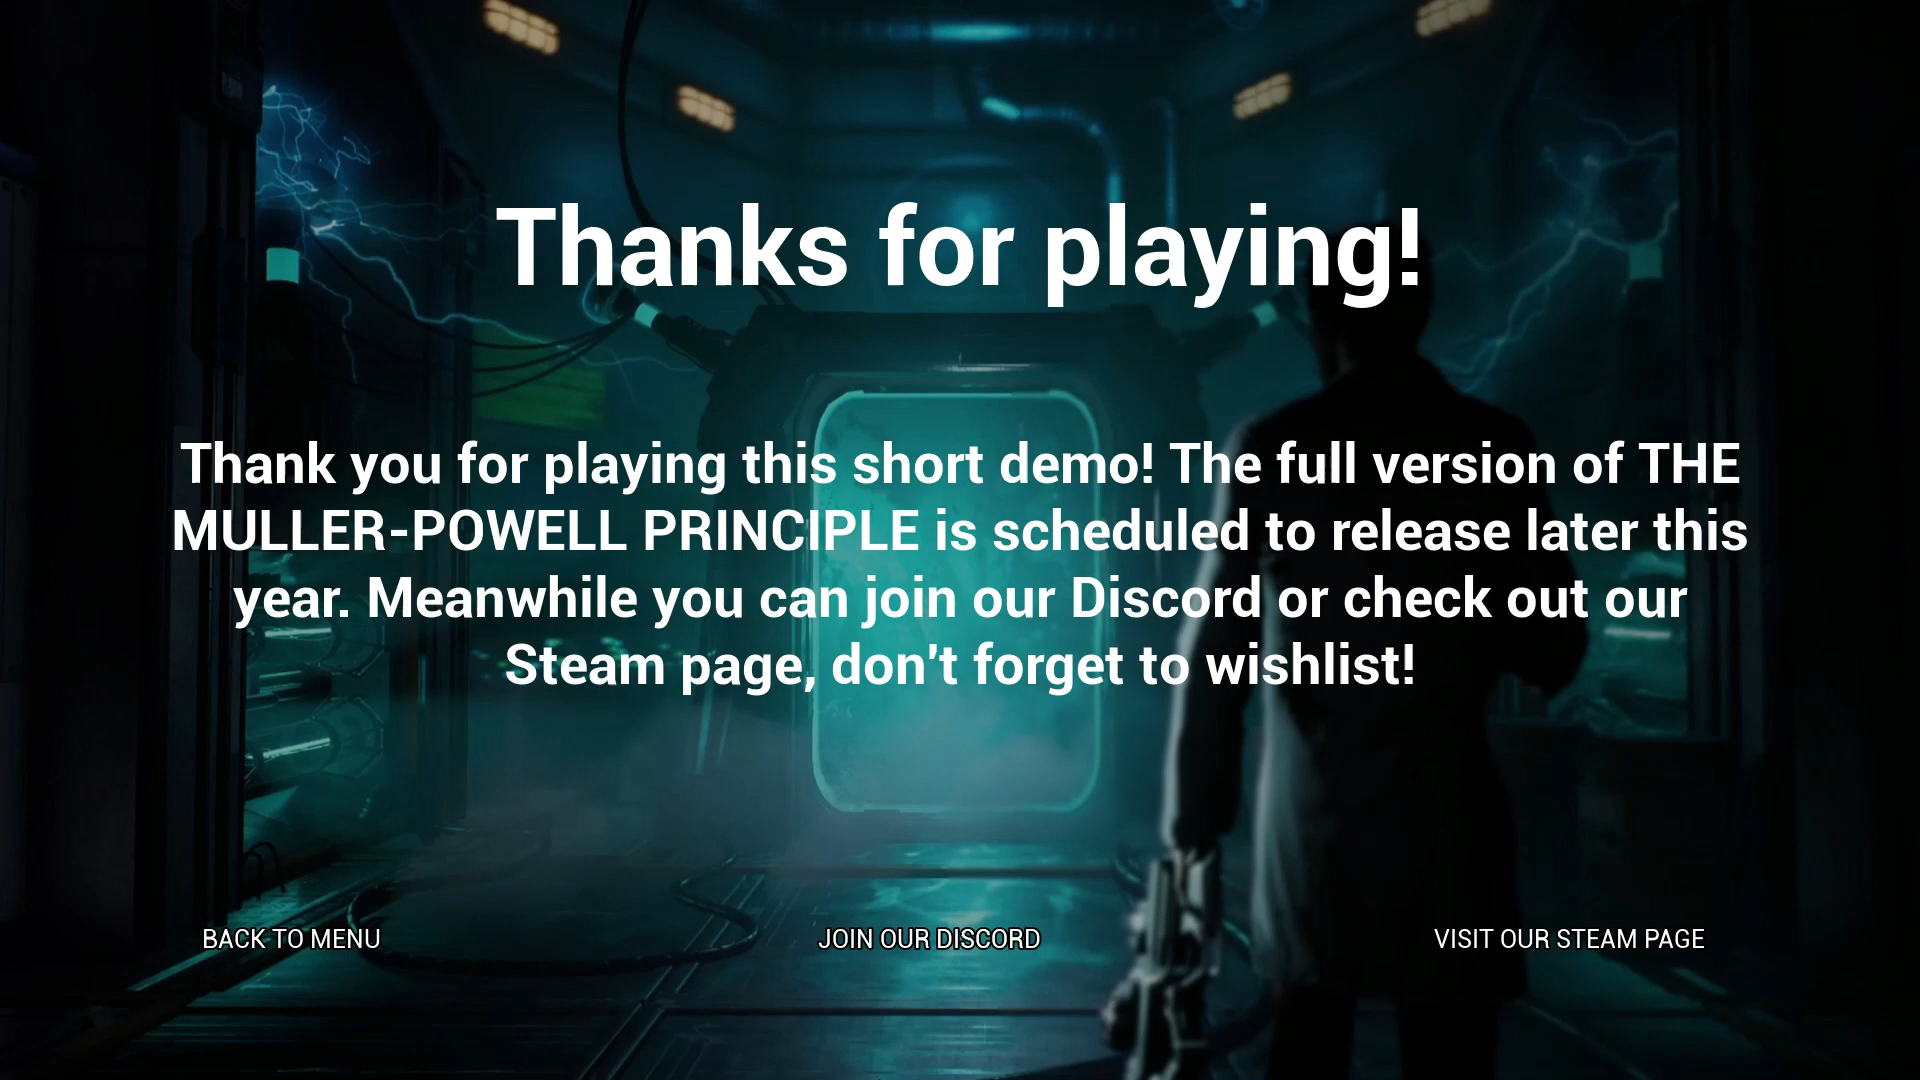 Thanks for playing!
Thank you for playing this short demo! The full version of THE
MULLER-POWELL PRINCIPLE is scheduled to release later this
year. Meanwhile you can join our Discord or check out our
Steam page, don't forget to wishlist!
BACK TO MENU
JOIN OUR DISCORD
VISIT OUR STEAM PAGE